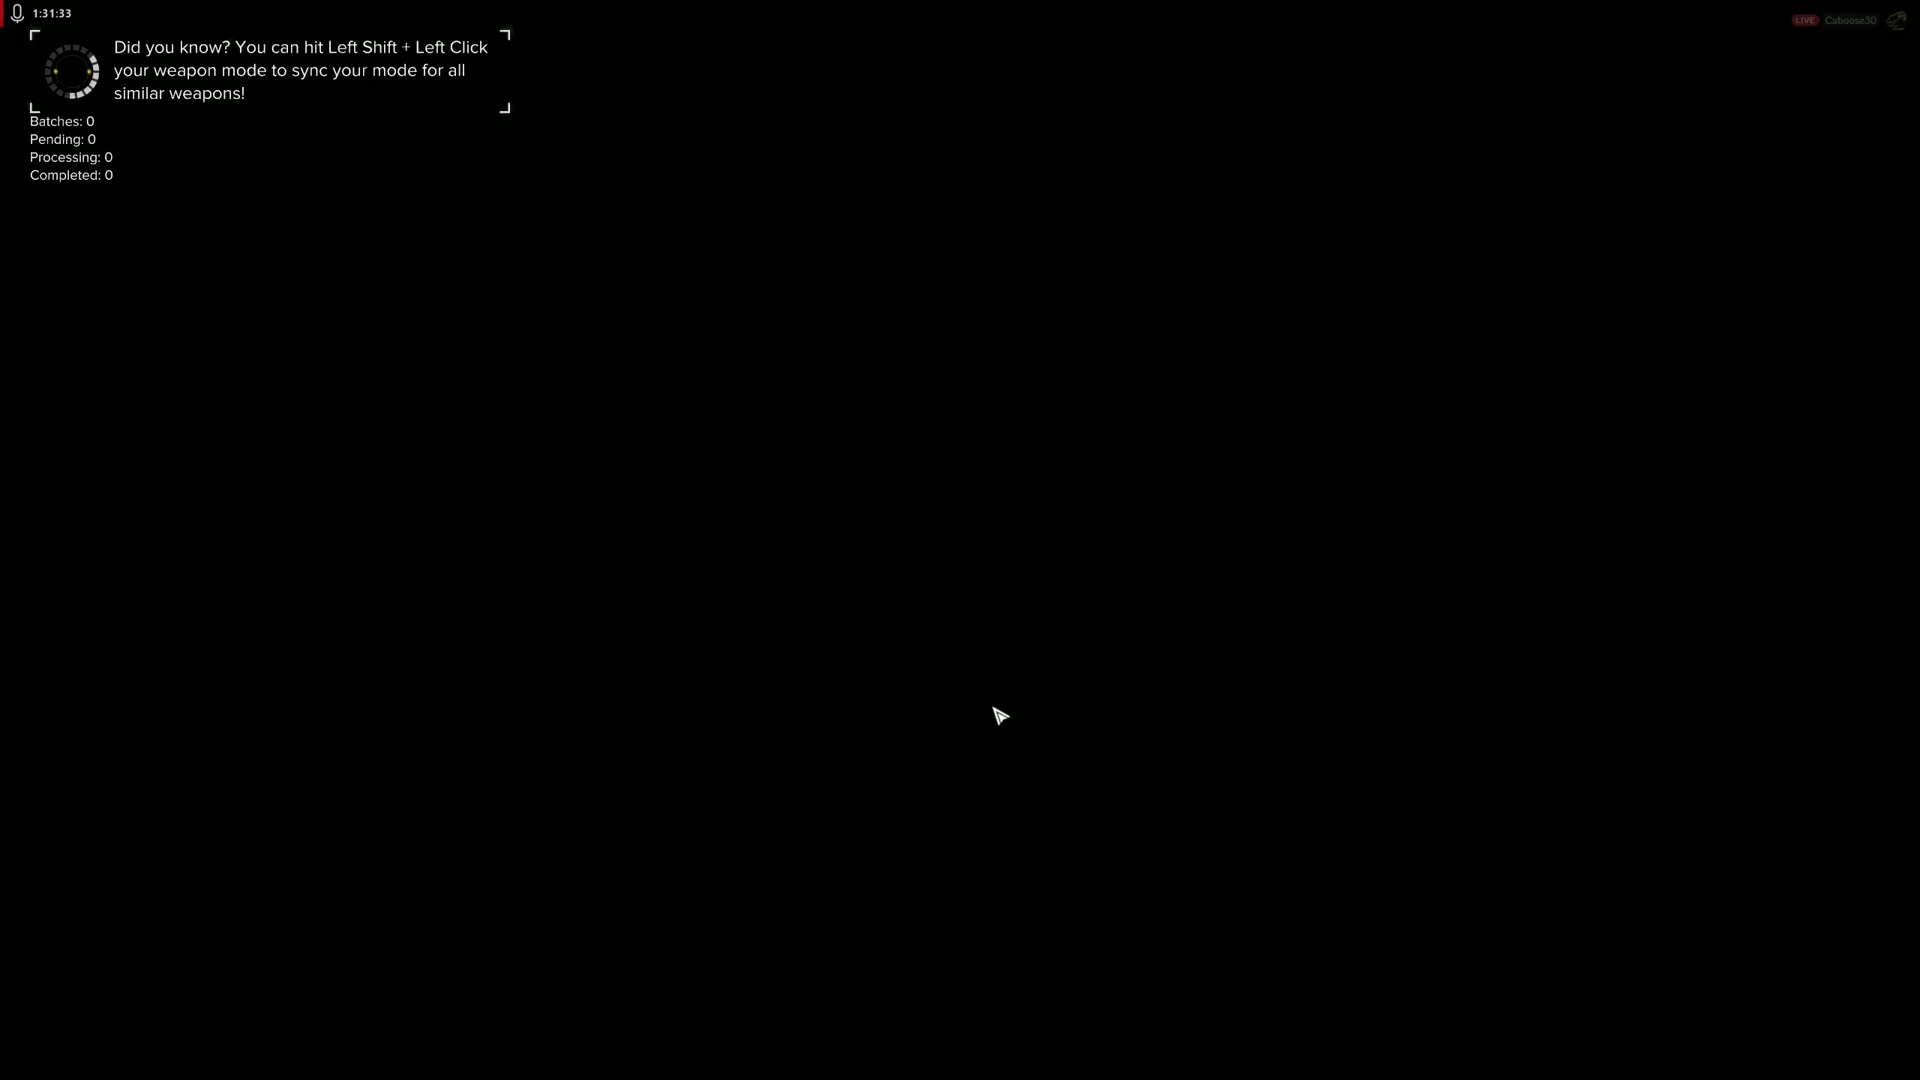 1:31:33
LIVE Caboose30
Did you know? You can hit Left Shift + Left Click
your weapon mode to sync your mode for all
similar weapons!
Batches: 0
Pending: 0
Processing: 0
Completed: 0